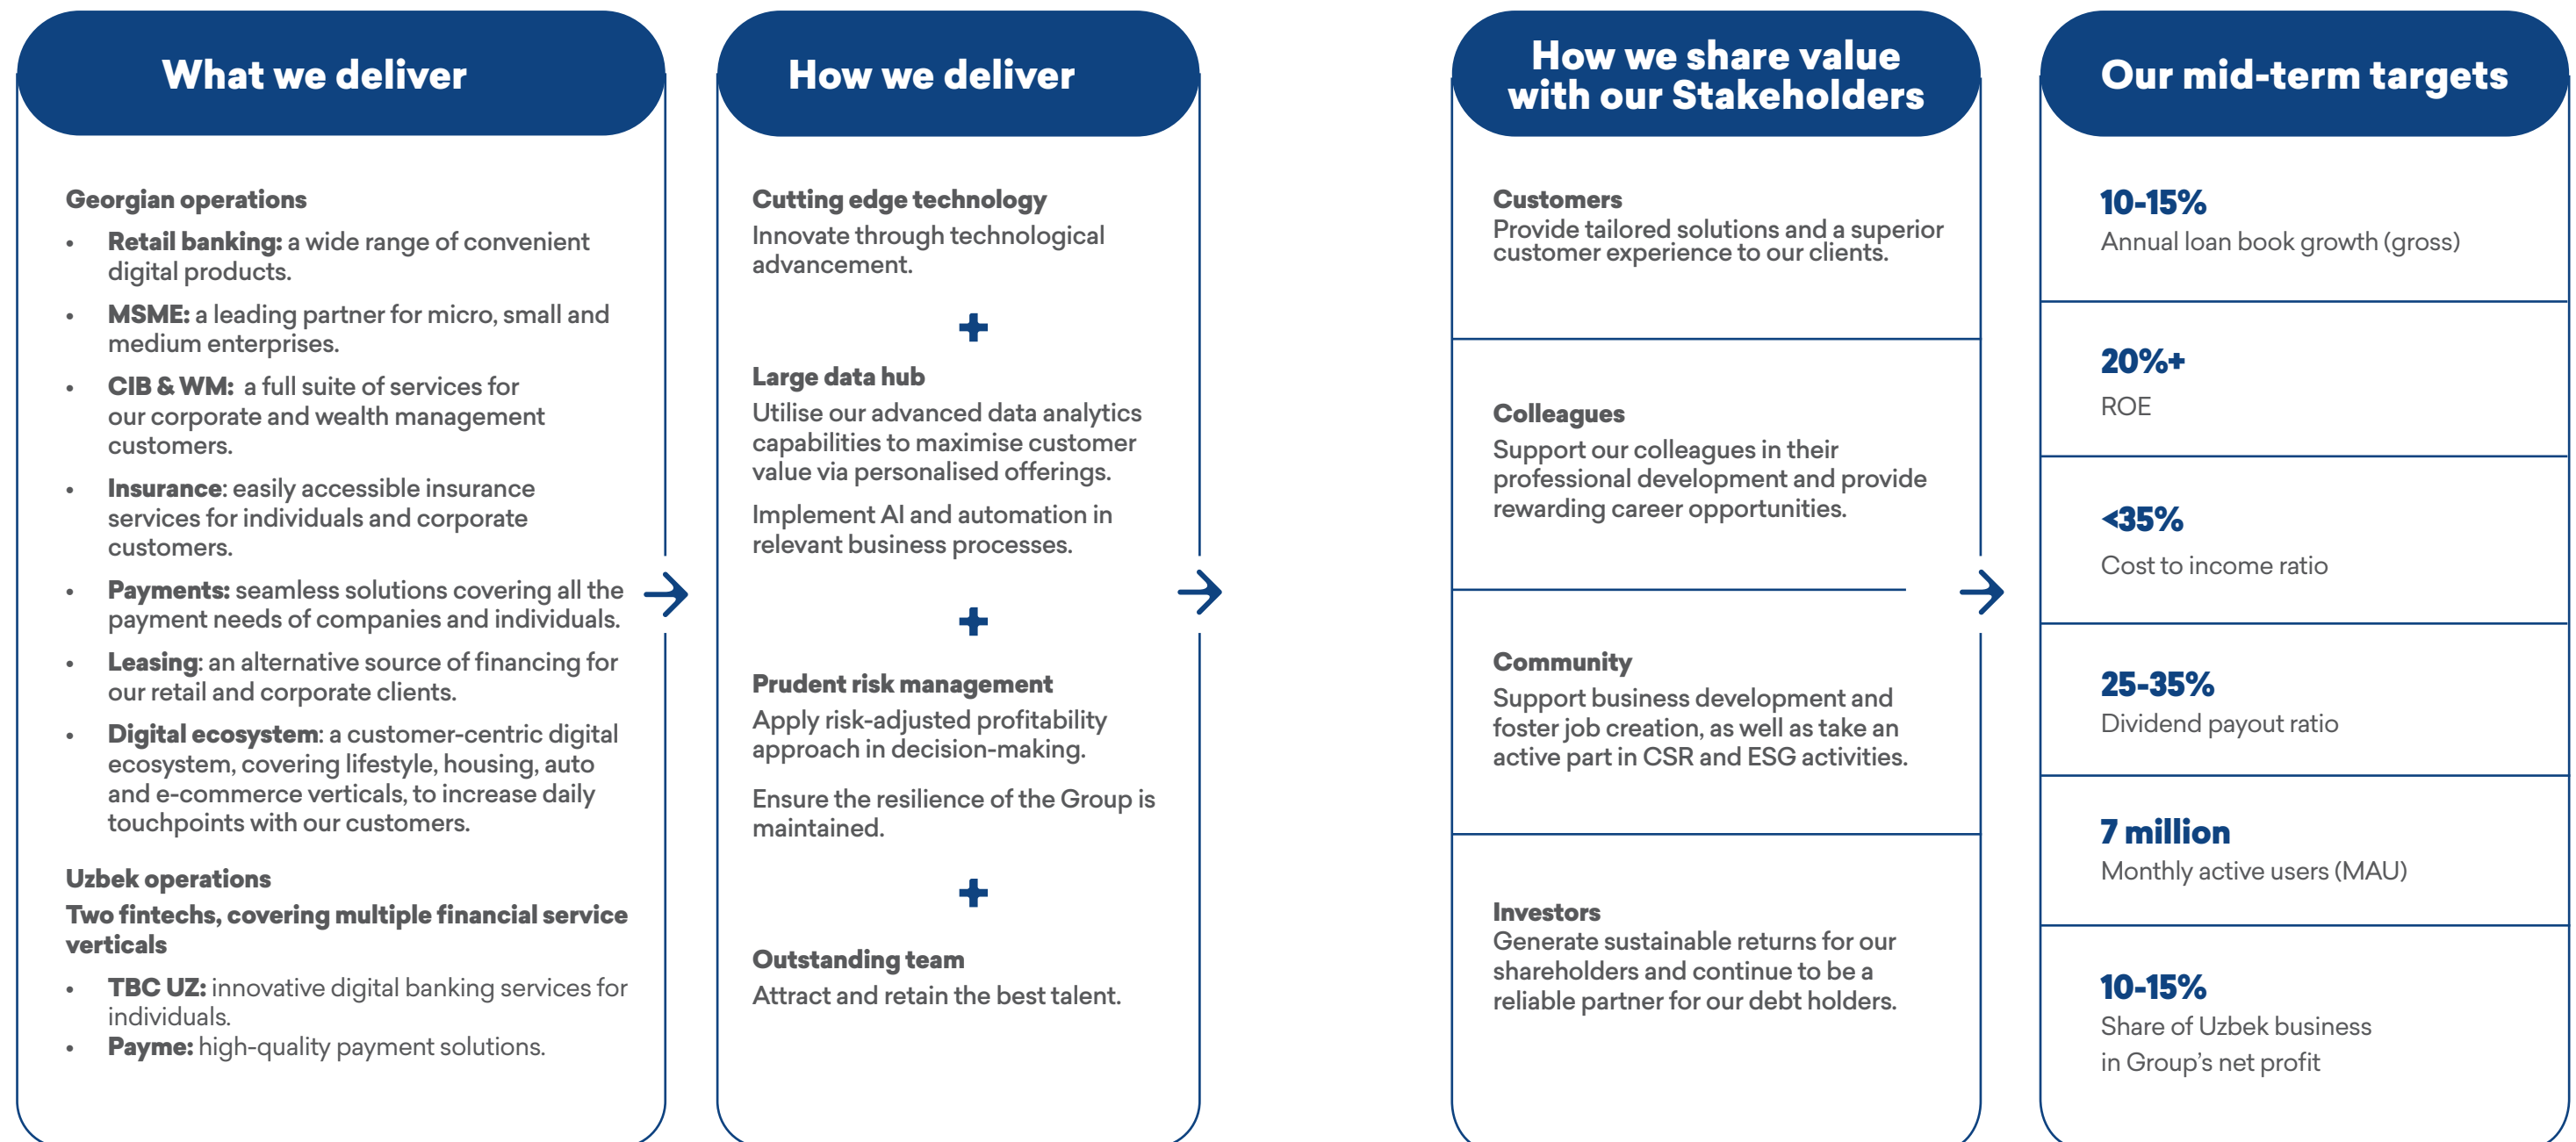 What we deliver
Georgian operations
• Retail banking: a wide range of convenient
digital products.
• MSME: a leading partner for micro, small and
medium enterprises.
• CIB & WM: a full suite of services for
our corporate and wealth management
customers.
• Insurance: easily accessible insurance
services for individuals and corporate
customers.
• Payments: seamless solutions covering all the
payment needs of companies and individuals.
• Leasing: an alternative source of financing for
our retail and corporate clients.
• Digital ecosystem: a customer-centric digital
ecosystem, covering lifestyle, housing, auto
and e-commerce verticals, to increase daily
touchpoints with our customers.
Uzbek operations
Two fintechs, covering multiple financial service
verticals
• TBC UZ: innovative digital banking services for
individuals.
• Payme: high-quality payment solutions.
How we deliver
Cutting edge technology
Innovate through technological
advancement.
+
Large data hub
Utilise our advanced data analytics
capabilities to maximise customer
value via personalised offerings.
Implement AI and automation in
relevant business processes.
+
Prudent risk management
Apply risk-adjusted profitability
approach in decision-making.
Ensure the resilience of the Group is
maintained.
+
Outstanding team
Attract and retain the best talent.
How we share value
with our Stakeholders
Customers
Provide tailored solutions and a superior
customer experience to our clients.
Colleagues
Support our colleagues in their
professional development and provide
rewarding career opportunities.
Community
Support business development and
foster job creation, as well as take an
active part in CSR and ESG activities.
Investors
Generate sustainable returns for our
shareholders and continue to be a
reliable partner for our debt holders.
Our mid-term targets
10-15%
Annual loan book growth (gross)
20%+
ROE
<35%
Cost to income ratio
25-35%
Dividend payout ratio
7 million
Monthly active users (MAU)
10-15%
Share of Uzbek business
in Group's net profit